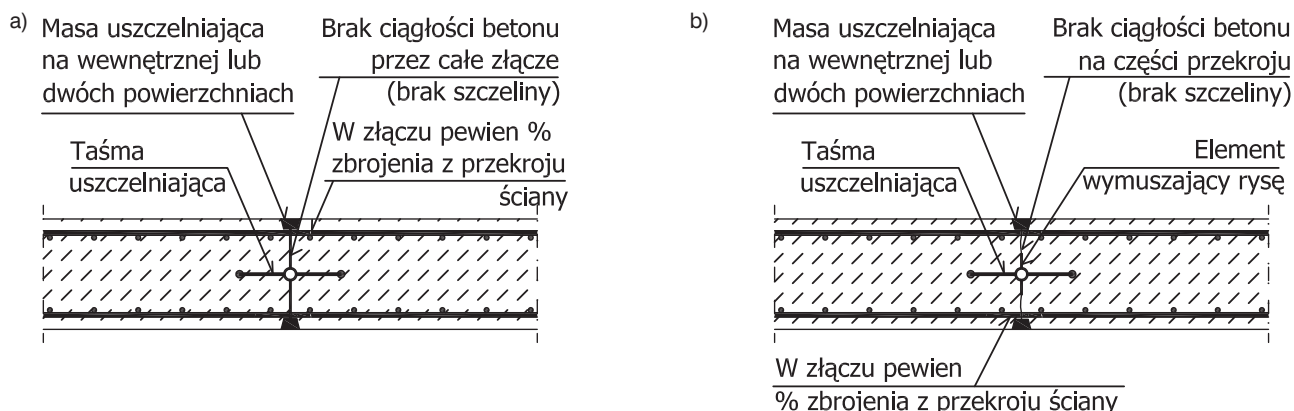 a)
Masa uszczelniająca
na wewnętrznej lub
dwóch powierzchniach
Brak ciągłości betonu
przez całe złącze
(brak szczeliny)
W złączu pewien %
zbrojenia z przekroju
ściany
Taśma
uszczelniająca
b)
Masa uszczelniająca
na wewnętrznej lub
dwóch powierzchniach
Brak ciągłości betonu
na części przekroju
(brak szczeliny)
Taśma
uszczelniająca
Element
wymuszający rysę
W złączu pewien
% zbrojenia z przekroju ściany